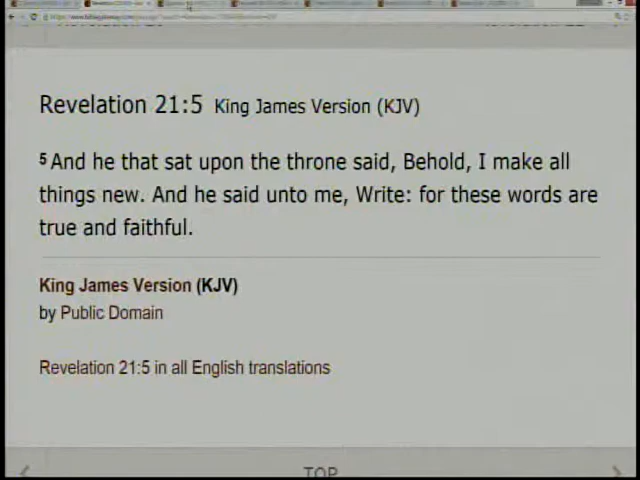 Revelation 21:5 King James Version (KJV)
5 And he that sat upon the throne said, Behold, I make all
things new. And he said unto me, Write: for these words are
true and faithful.
King James Version (KJV)
by Public Domain
Revelation 21:5 in all English translations
TOP